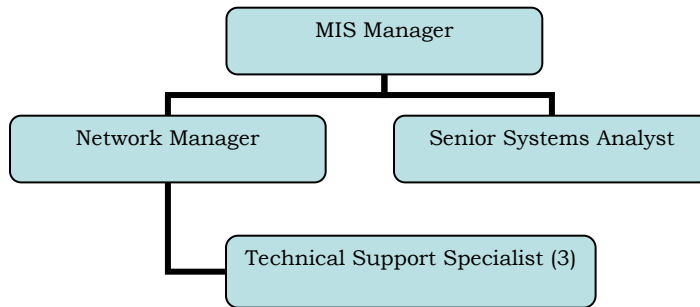 MIS Manager
Network Manager
Senior Systems Analyst
Technical Support Specialist (3)